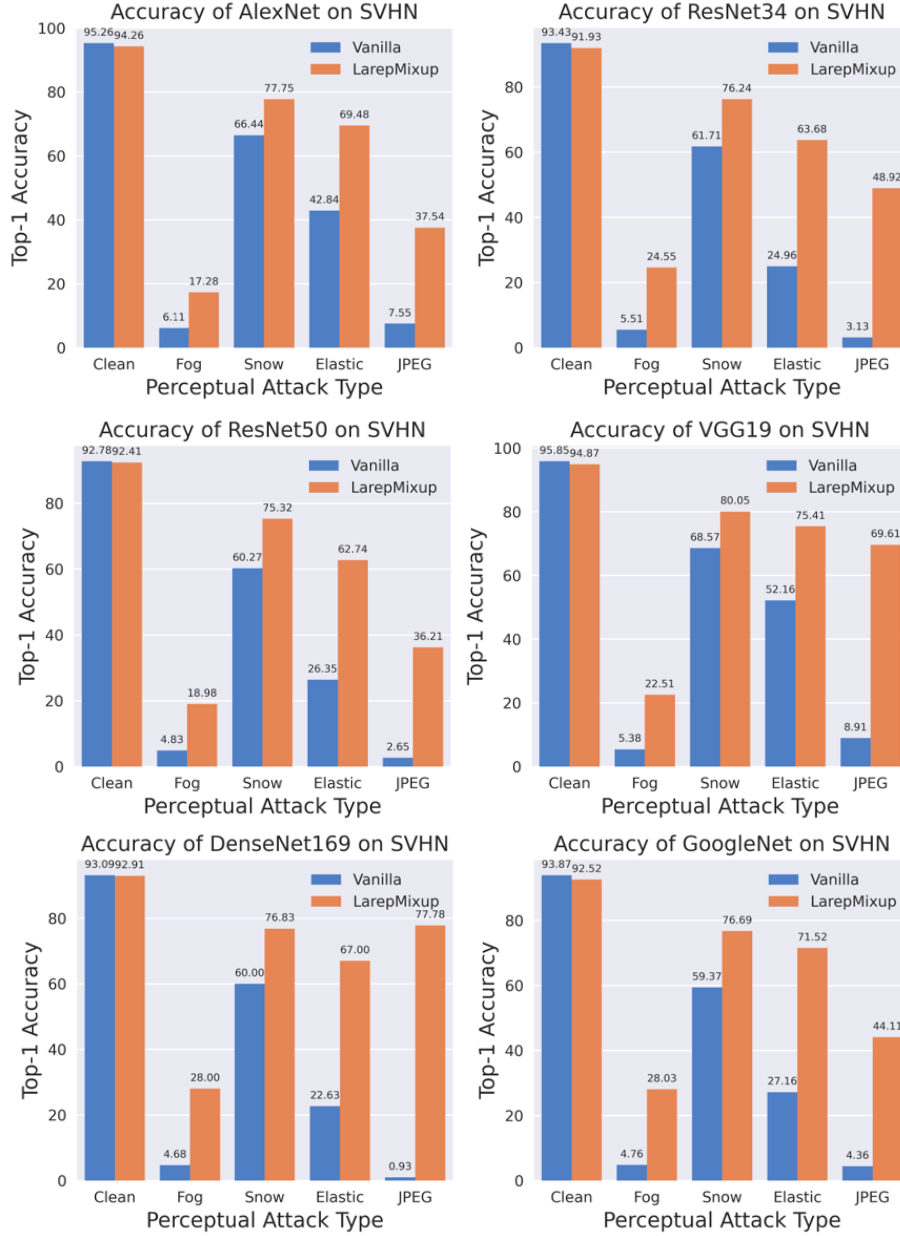 Accuracy of AlexNet on SVHN
Top-1 Accuracy
100
80
60
40
20
0
95.26 94.26
6.11 17.28
66.44 77.75
42.84 69.48
7.55 37.54
Vanilla
LarepMixup
Clean Fog Snow Elastic JPEG
Perceptual Attack Type
Accuracy of ResNet34 on SVHN
Top-1 Accuracy
80
60
40
20
0
93.43 91.93
5.51 24.55
61.71 76.24
24.96 63.68
3.13 48.92
Vanilla
LarepMixup
Clean Fog Snow Elastic JPEG
Perceptual Attack Type
Accuracy of ResNet50 on SVHN
Top-1 Accuracy
80
60
40
20
0
92.78 92.41
4.83 18.98
60.27 75.32
26.35 62.74
2.65 36.21
Vanilla
LarepMixup
Clean Fog Snow Elastic JPEG
Perceptual Attack Type
Accuracy of VGG19 on SVHN
Top-1 Accuracy
100
80
60
40
20
0
95.85 94.87
5.38 22.51
68.57 80.05
52.16 75.41
8.91 69.61
Vanilla
LarepMixup
Clean Fog Snow Elastic JPEG
Perceptual Attack Type
Accuracy of DenseNet169 on SVHN
Top-1 Accuracy
80
60
40
20
0
93.09 92.91
4.68 28.00
60.00 76.83
22.63 67.00
0.93 77.78
Vanilla
LarepMixup
Clean Fog Snow Elastic JPEG
Perceptual Attack Type
Accuracy of GoogleNet on SVHN
Top-1 Accuracy
80
60
40
20
0
93.87 92.52
4.76 28.03
59.37 76.69
27.16 71.52
4.36 44.11
Vanilla
LarepMixup
Clean Fog Snow Elastic JPEG
Perceptual Attack Type